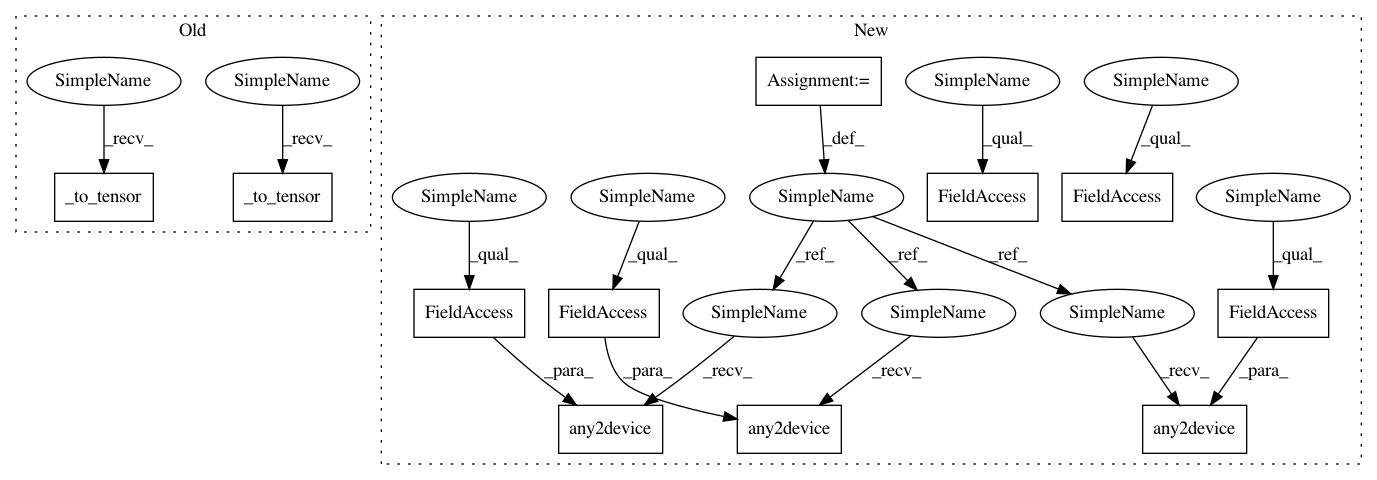 Old
New
SimpleName
SimpleName
Assignment:=
SimpleName
SimpleName
_recv_
_recv_
_def_
_qual_
_qual_
_to_tensor
_to_tensor
SimpleName
SimpleName
SimpleName
FieldAccess
FieldAccess
SimpleName
_qual_
_qual_
_ref_
_ref_
_ref_
_qual_
FieldAccess
FieldAccess
SimpleName
SimpleName
SimpleName
FieldAccess
_para_
_para_
_recv_
_recv_
_recv_
_para_
any2device
any2device
any2device